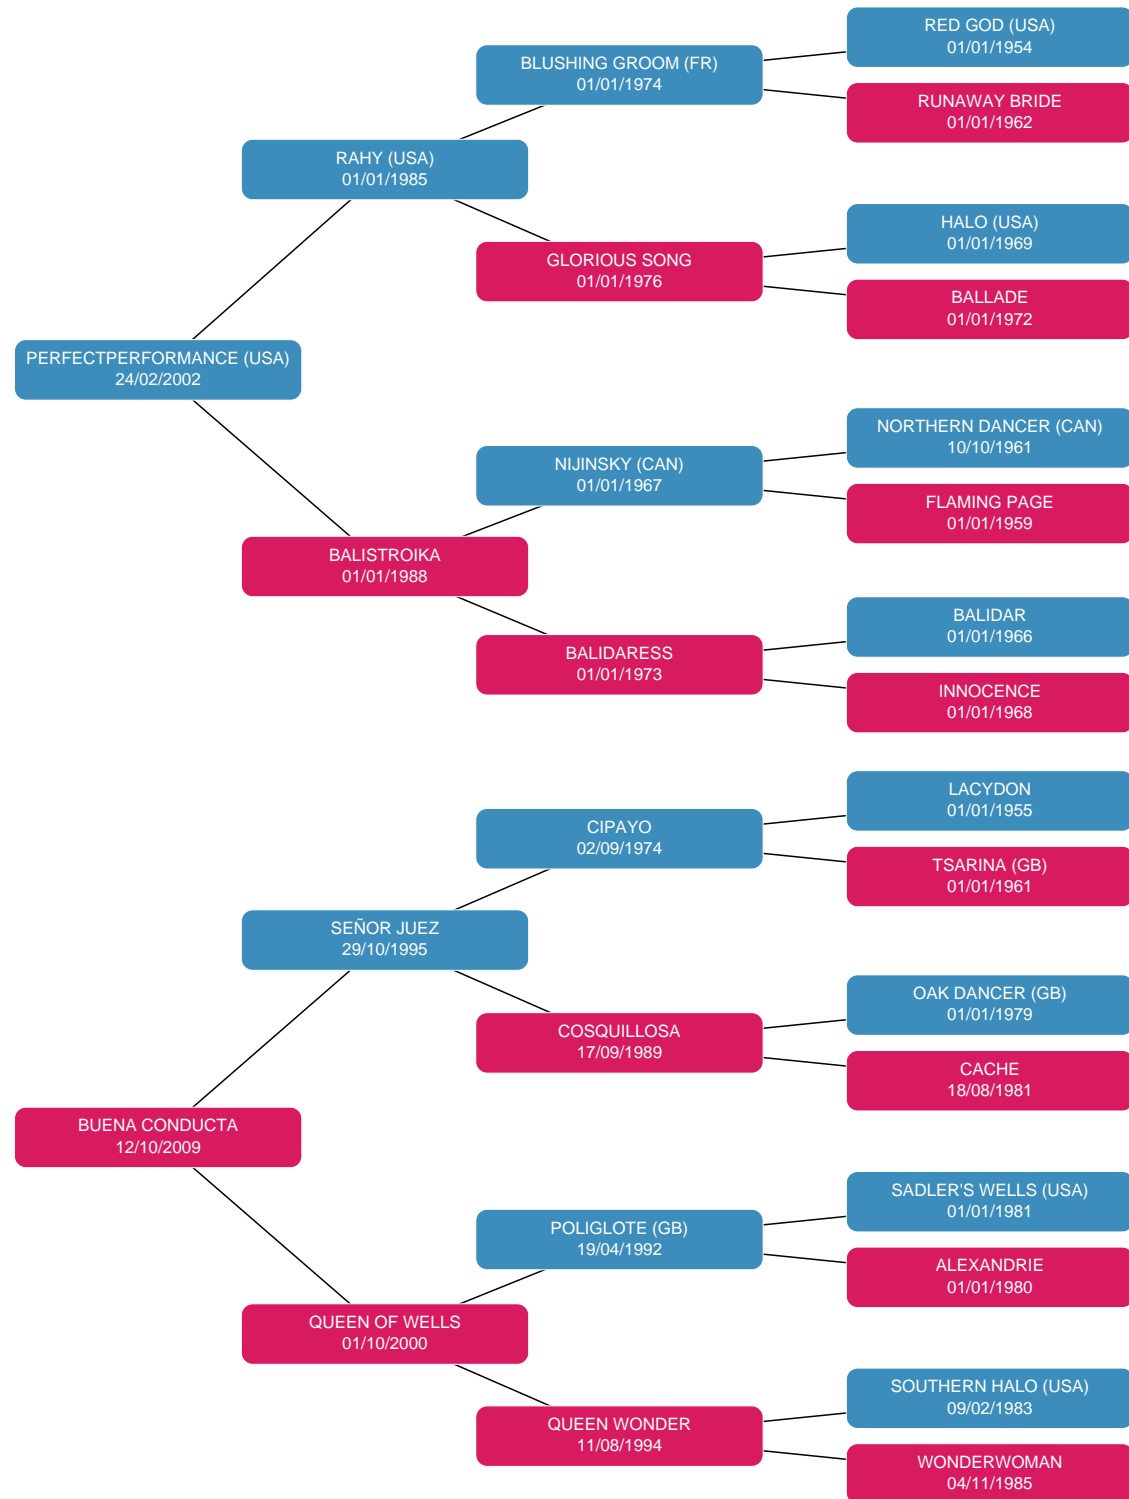 RED GOD (USA)
01/01/1954
BLUSHING GROOM (FR)
01/01/1974
RUNAWAY BRIDE
01/01/1962
RAHY (USA)
01/01/1985
HALO (USA)
01/01/1969
GLORIOUS SONG
01/01/1976
BALLADE
01/01/1972
PERFECTPERFORMANCE (USA)
24/02/2002
NORTHERN DANCER (CAN)
10/10/1961
NIJINSKY (CAN)
01/01/1967
FLAMING PAGE
01/01/1959
BALISTROIKA
01/01/1988
BALIDAR
01/01/1966
BALIDARESS
01/01/1973
INNOCENCE
01/01/1968
LACYDON
01/01/1955
CIPAYO
02/09/1974
TSARINA (GB)
01/01/1961
SEÑOR JUEZ
29/10/1995
OAK DANCER (GB)
01/01/1979
COSQUILLOSA
17/09/1989
CACHE
18/08/1981
BUENA CONDUCTA
12/10/2009
SADLER'S WELLS (USA)
01/01/1981
POLIGLOTE (GB)
19/04/1992
ALEXANDRIE
01/01/1980
QUEEN OF WELLS
01/10/2000
SOUTHERN HALO (USA)
09/02/1983
QUEEN WONDER
11/08/1994
WONDERWOMAN
04/11/1985